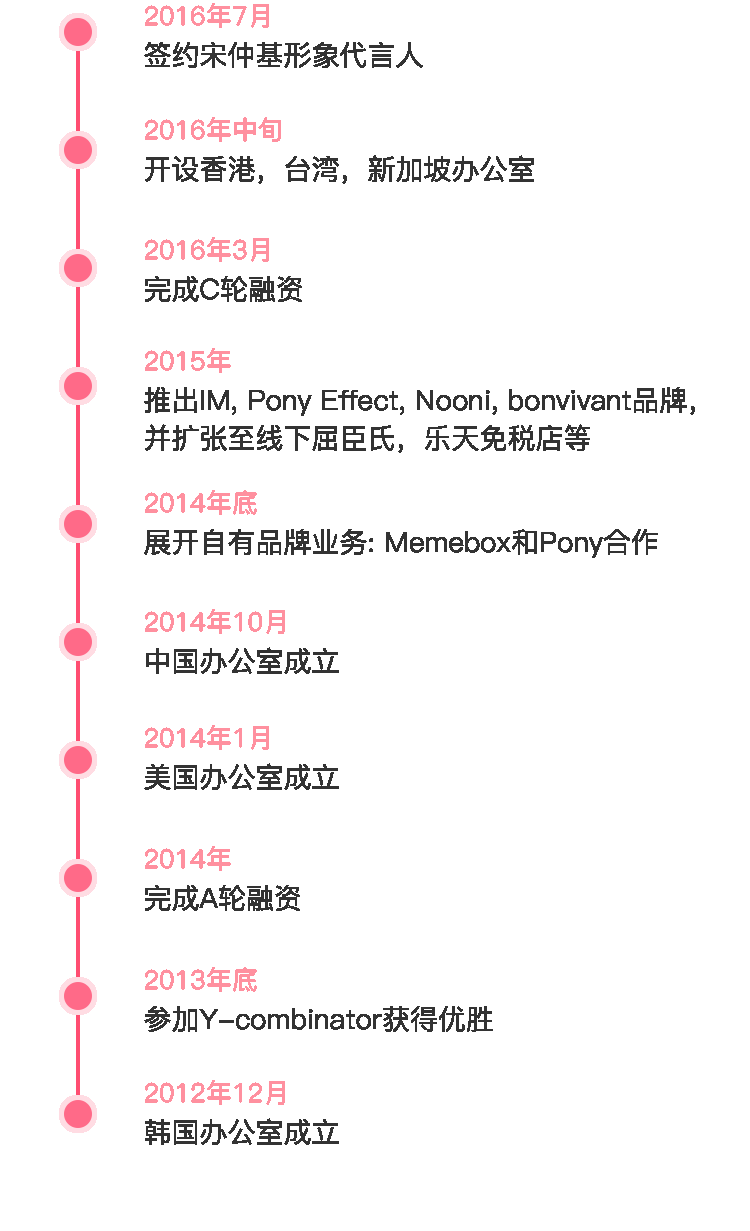 2016年7月
签约宋仲基形象代言人
2016年中旬
开设香港，台湾，新加坡办公室
2016年3月
完成C轮融资
2015年
推出IM, Pony Effect, Nooni, bonvivant品牌，
并扩张至线下屈臣氏，乐天免税店等
2014年底
展开自有品牌业务: Memebox和Pony合作
2014年10月
中国办公室成立
2014年1月
美国办公室成立
2014年
完成A轮融资
2013年底
参加Y-combinator获得优胜
2012年12月
韩国办公室成立